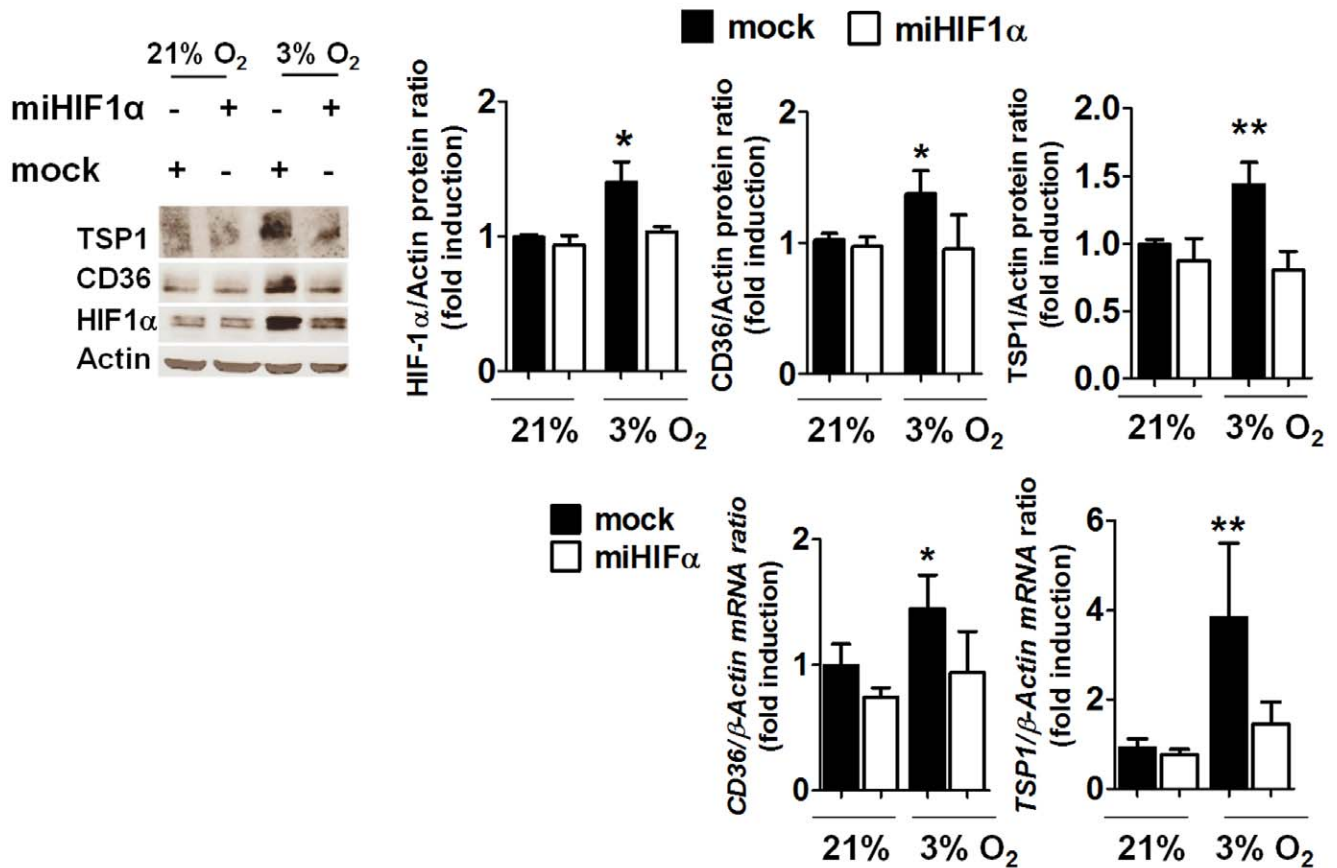 mock miHIF1α
21% O2 3% O2
miHIF1α - + - +
mock + - + -
TSP1
CD36
HIF1α
Actin
HIF-1α/Actin protein ratio
(fold induction)
2
1
0
*
21% 3% O2
CD36/Actin protein ratio
(fold induction)
2
1
0
*
21% 3% O2
TSP1/Actin protein ratio
(fold induction)
2.0
1.5
1.0
0.5
0.0
**
21% 3% O2
mock
miHIFα
CD36/β-Actin mRNA ratio
(fold induction)
2
1
0
*
21% 3% O2
TSP1/β-Actin mRNA ratio
(fold induction)
6
4
2
0
**
21% 3% O2